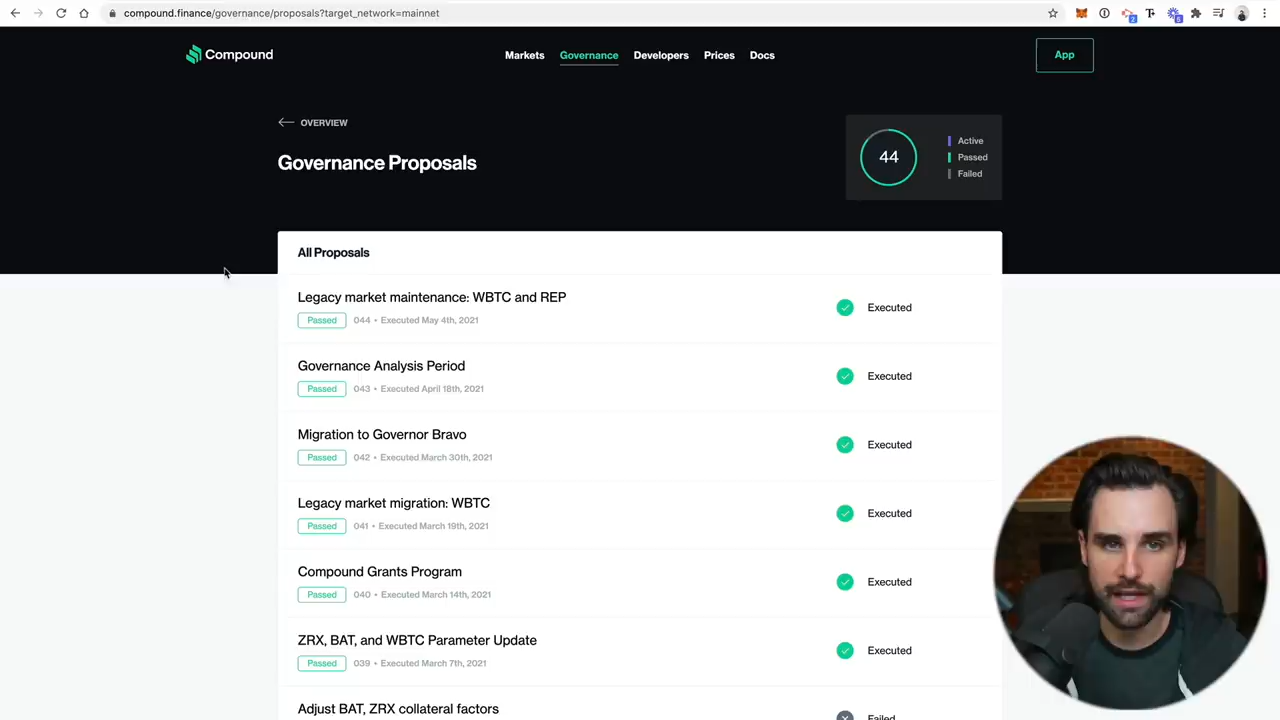 compound.finance/governance/proposals?target_network=mainnet
2
5
Compound
Markets
Governance
Developers
Prices
Docs
App
OVERVIEW
Governance Proposals
44
Active
Passed
Failed
All Proposals
Legacy market maintenance: WBTC and REP
Passed
044 • Executed May 4th, 2021
Executed
Governance Analysis Period
Passed
043 • Executed April 18th, 2021
Executed
Migration to Governor Bravo
Passed
042 • Executed March 30th, 2021
Executed
Legacy market migration: WBTC
Passed
041 • Executed March 19th, 2021
Executed
Compound Grants Program
Passed
040 • Executed March 14th, 2021
Executed
ZRX, BAT, and WBTC Parameter Update
Passed
039 • Executed March 7th, 2021
Executed
Adjust BAT, ZRX collateral factors
Failed